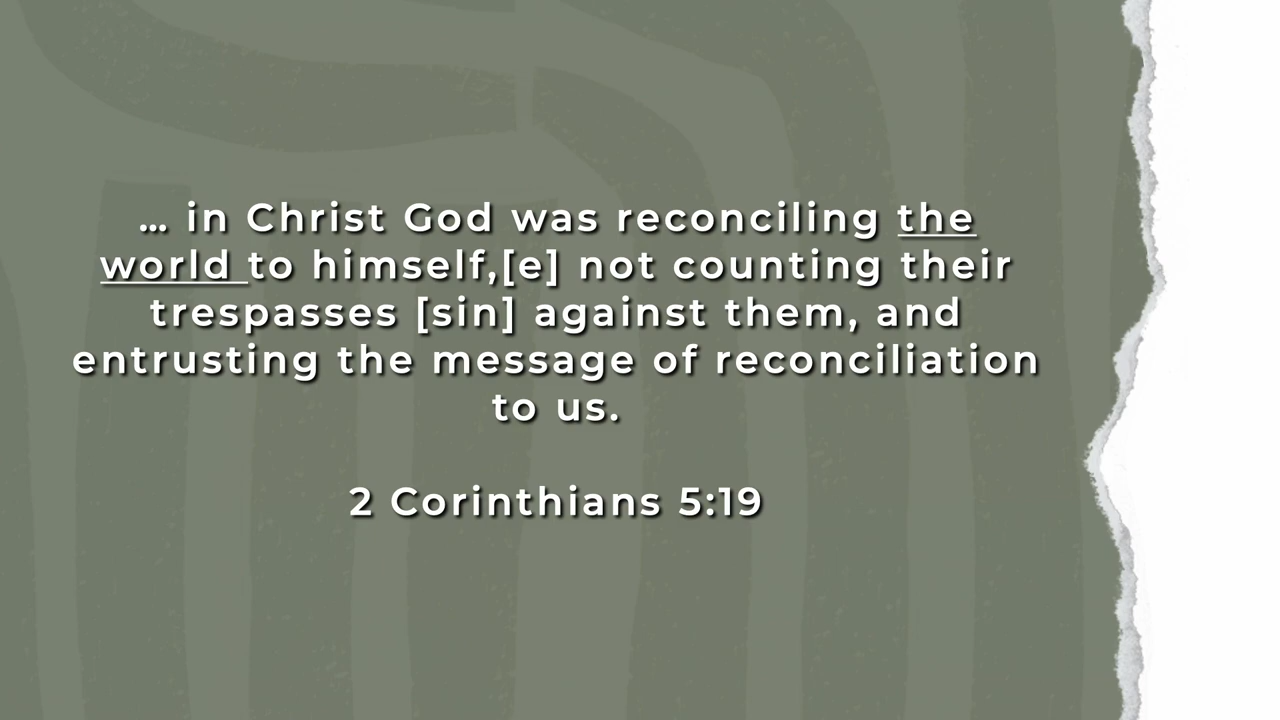 … in Christ God was reconciling the
world to himself,[e] not counting their
trespasses [sin] against them, and
entrusting the message of reconciliation
to us.
2 Corinthians 5:19